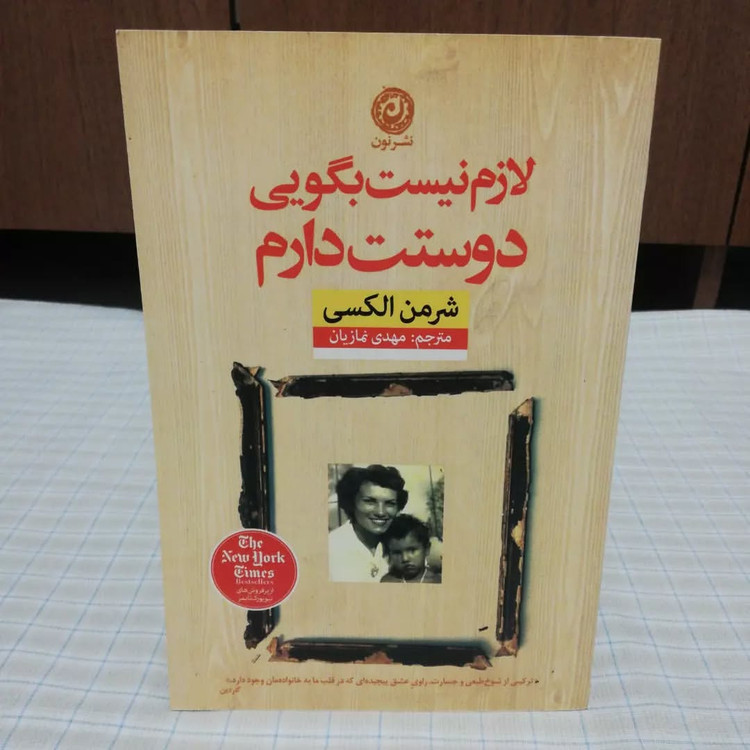 نشر نون
لازم نیست بگویی
دوستت دارم
شرمن الکسی
مترجم: مهدی نمازیان
The
New York
Times
BESTSELLERS
از پرفروش‌های
نیویورک تایمز
«ترکیبی از شوخ‌طبعی و جسارت، راوی عشق پیچیده‌ای که در قلب ما به خانواده‌مان وجود دارد.»
گاردین